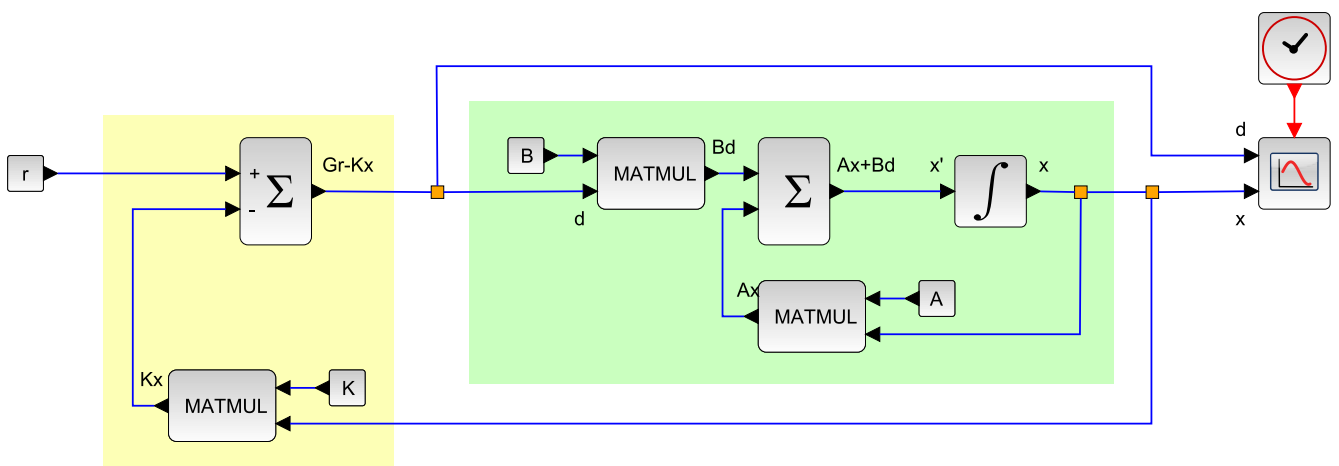 d
Gr-Kx
B
Bd
Ax+Bd
x'
x
r
+
-
Σ
MATMUL
Σ
∫
d
x
Ax
MATMUL
A
Kx
MATMUL
K